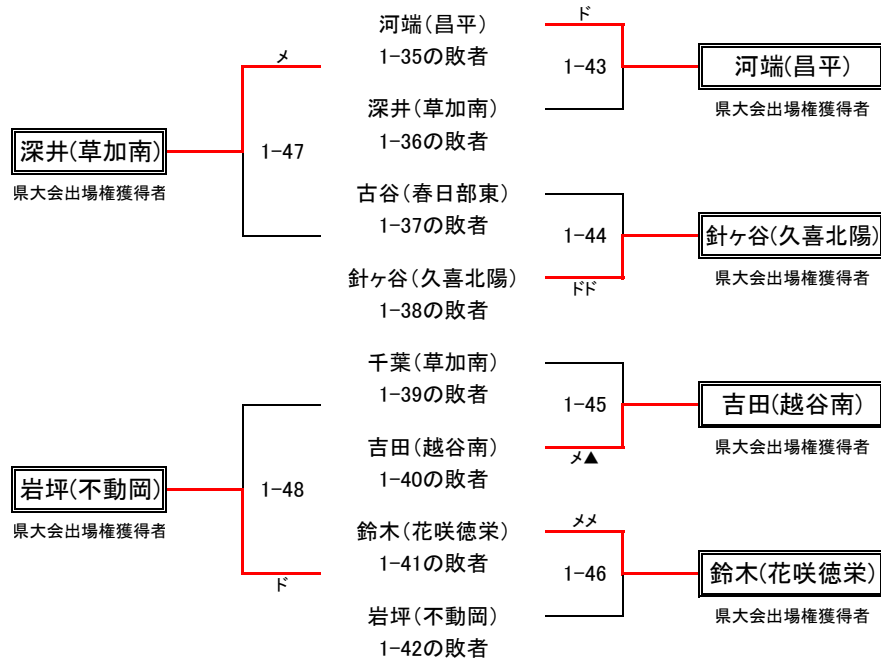 河端(昌平)
1-35の敗者
深井(草加南)
1-36の敗者
古谷(春日部東)
1-37の敗者
針ヶ谷(久喜北陽)
1-38の敗者
千葉(草加南)
1-39の敗者
吉田(越谷南)
1-40の敗者
鈴木(花咲徳栄)
1-41の敗者
岩坪(不動岡)
1-42の敗者
ド
1-43
河端(昌平)
県大会出場権獲得者
1-44
ドド
針ヶ谷(久喜北陽)
県大会出場権獲得者
1-45
メ▲
吉田(越谷南)
県大会出場権獲得者
メメ
1-46
鈴木(花咲徳栄)
県大会出場権獲得者
メ
1-47
深井(草加南)
県大会出場権獲得者
1-48
ド
岩坪(不動岡)
県大会出場権獲得者